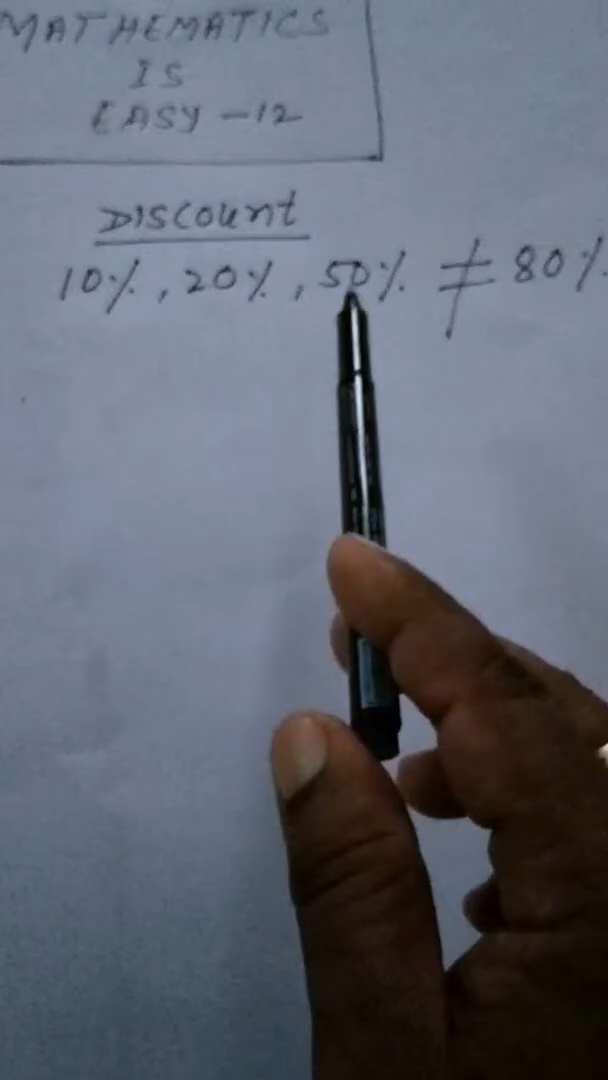 MATHEMATICS
IS
EASY -12
DISCOUNT
10%, 20%, 50% ≠ 80%